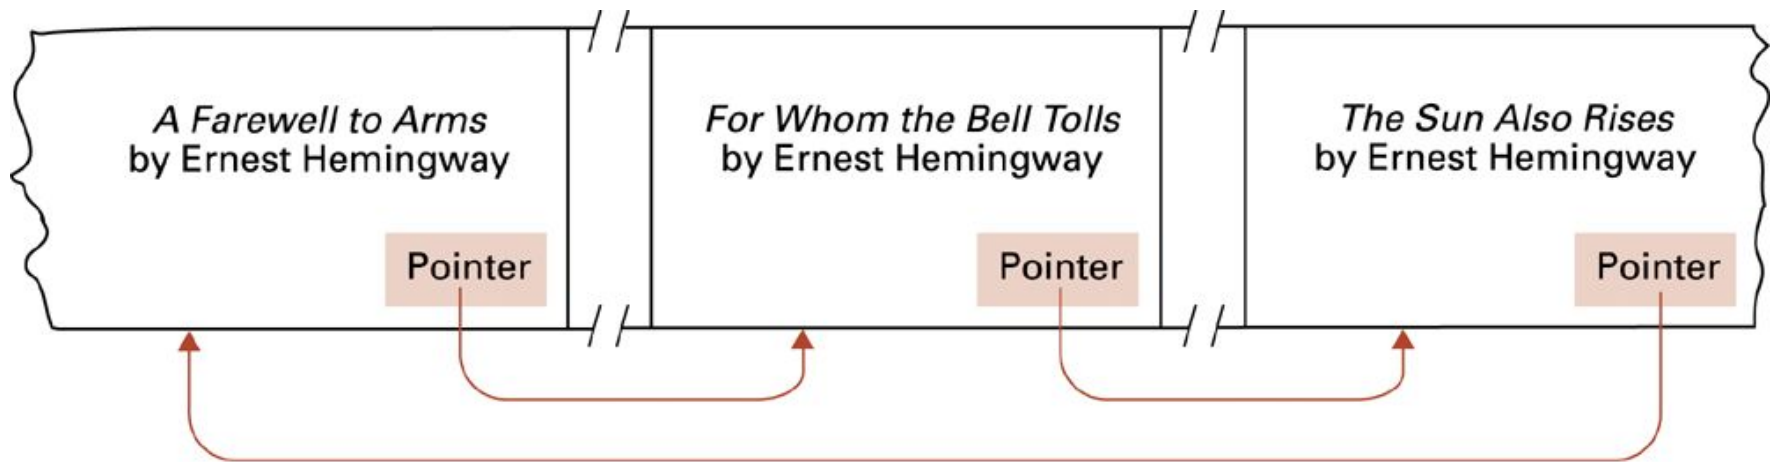 A Farewell to Arms
by Ernest Hemingway
Pointer
For Whom the Bell Tolls
by Ernest Hemingway
Pointer
The Sun Also Rises
by Ernest Hemingway
Pointer